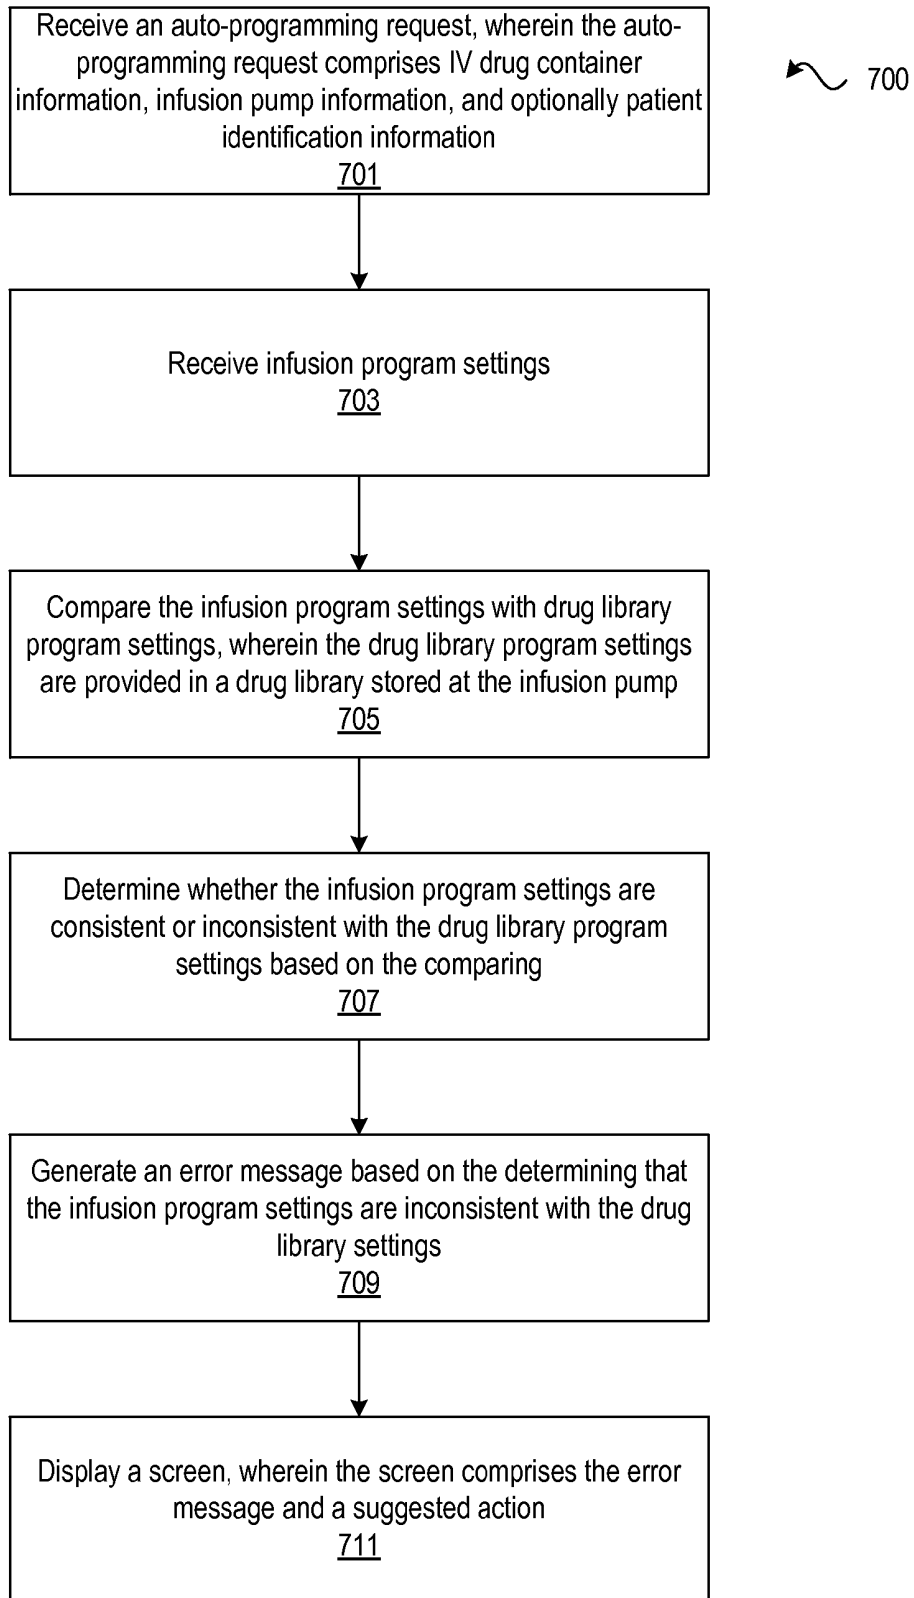 Receive an auto-programming request, wherein the auto-
programming request comprises IV drug container
information, infusion pump information, and optionally patient
identification information
701
700
Receive infusion program settings
703
Compare the infusion program settings with drug library
program settings, wherein the drug library program settings
are provided in a drug library stored at the infusion pump
705
Determine whether the infusion program settings are
consistent or inconsistent with the drug library program
settings based on the comparing
707
Generate an error message based on the determining that
the infusion program settings are inconsistent with the drug
library settings
709
Display a screen, wherein the screen comprises the error
message and a suggested action
711